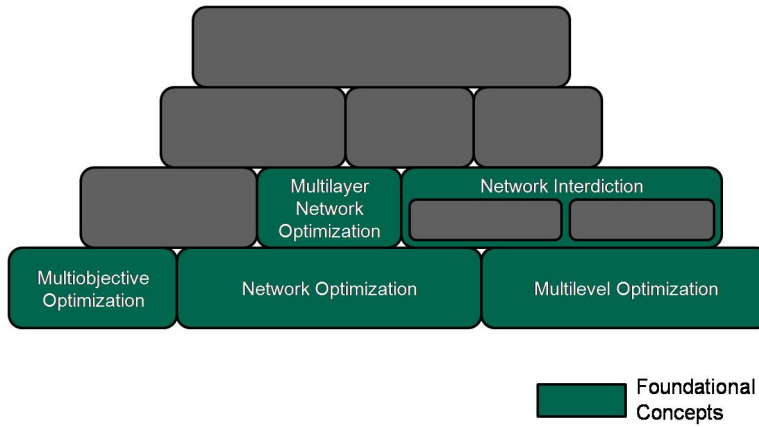 Multilayer
Network
Optimization
Network Interdiction
Multiobjective
Optimization
Network Optimization
Multilevel Optimization
Foundational
Concepts